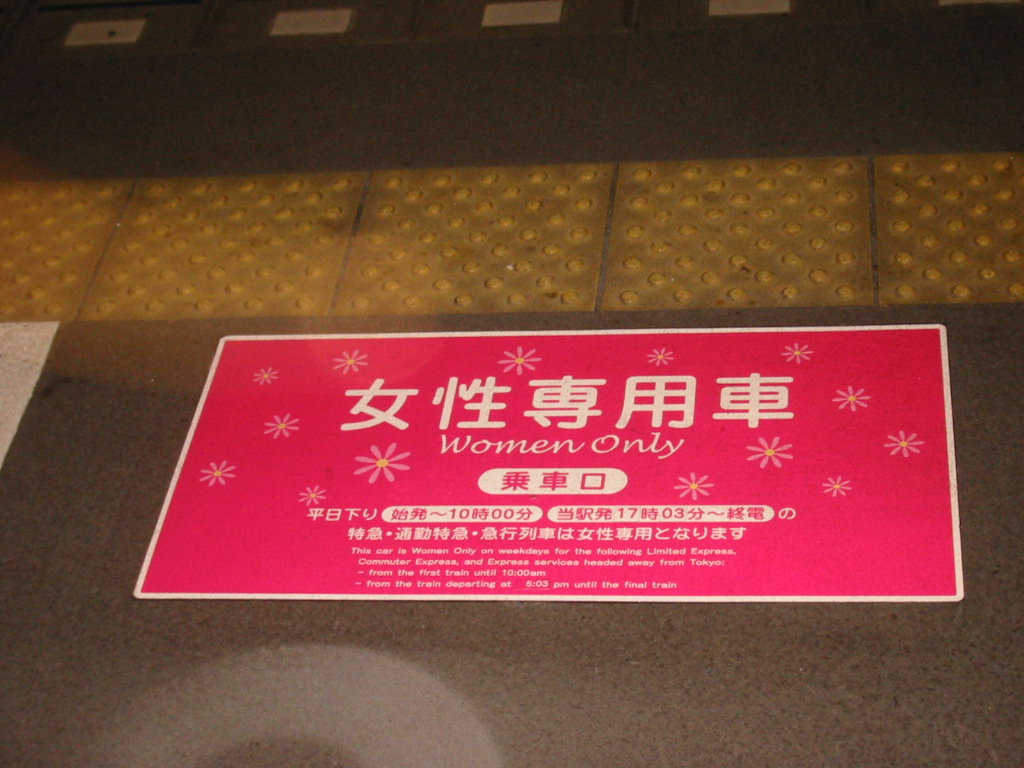 女性専用車
Women Only
乗車口
平日下り 始発～10時00分 当駅発17時03分～終電 の
特急・通勤特急・急行列車は女性専用となります
This car is Women Only on weekdays for the following Limited Express,
Commuter Express, and Express services headed away from Tokyo:
- from the first train until 10:00am
- from the train departing at 5:03 pm until the final train